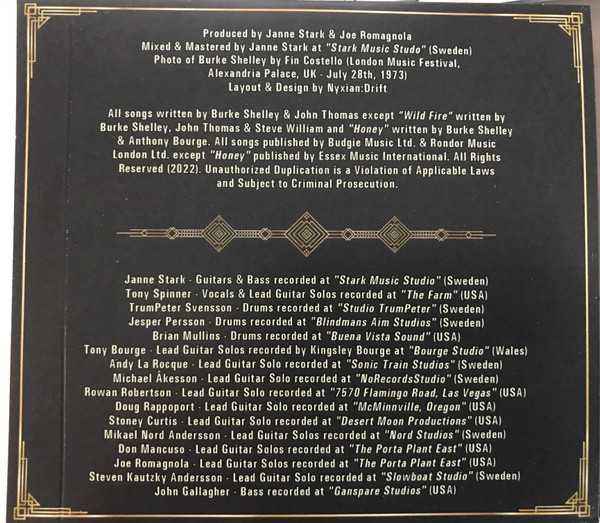 Produced by Janne Stark & Joe Romagnola
Mixed & Mastered by Janne Stark at "Stark Music Studo" (Sweden)
Photo of Burke Shelley by Fin Costello (London Music Festival,
Alexandria Palace, UK - July 28th, 1973)
Layout & Design by Nyxian:Drift
All songs written by Burke Shelley & John Thomas except "Wild Fire" written by
Burke Shelley, John Thomas & Steve William and "Honey" written by Burke Shelley
& Anthony Bourge. All songs published by Budgie Music Ltd. & Rondor Music
London Ltd. except "Honey" published by Essex Music International. All Rights
Reserved (2022). Unauthorized Duplication is a Violation of Applicable Laws
and Subject to Criminal Prosecution.
Janne Stark - Guitars & Bass recorded at "Stark Music Studio" (Sweden)
Tony Spinner - Vocals & Lead Guitar Solos recorded at "The Farm" (USA)
TrumPeter Svensson - Drums recorded at "Studio TrumPeter" (Sweden)
Jesper Persson - Drums recorded at "Blindmans Aim Studios" (Sweden)
Brian Mullins - Drums recorded at "Buena Vista Sound" (USA)
Tony Bourge - Lead Guitar Solos recorded by Kingsley Bourge at "Bourge Studio" (Wales)
Andy La Rocque - Lead Guitar Solo recorded at "Sonic Train Studios" (Sweden)
Michael Åkesson - Lead Guitar Solo recorded at "NoRecordsStudio" (Sweden)
Rowan Robertson - Lead Guitar Solo recorded at "7570 Flamingo Road, Las Vegas" (USA)
Doug Rappoport - Lead Guitar Solo recorded at "McMinnville, Oregon" (USA)
Stoney Curtis - Lead Guitar Solo recorded at "Desert Moon Productions" (USA)
Mikael Nord Andersson - Lead Guitar Solos recorded at "Nord Studios" (Sweden)
Don Mancuso - Lead Guitar Solos recorded at "The Porta Plant East" (USA)
Joe Romagnola - Lead Guitar Solos recorded at "The Porta Plant East" (USA)
Steven Kautzky Andersson - Lead Guitar Solos recorded at "Slowboat Studio" (Sweden)
John Gallagher - Bass recorded at "Ganspare Studios" (USA)